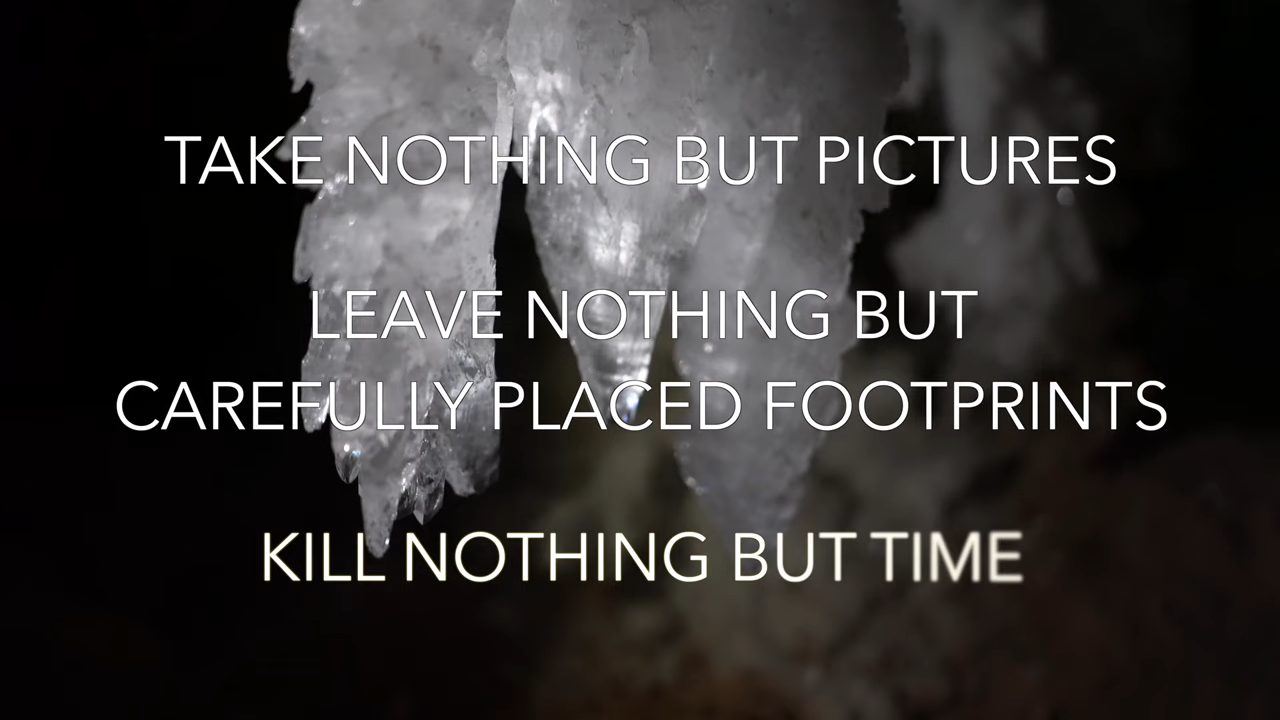 TAKE NOTHING BUT PICTURES
LEAVE NOTHING BUT
CAREFULLY PLACED FOOTPRINTS
KILL NOTHING BUT TIME